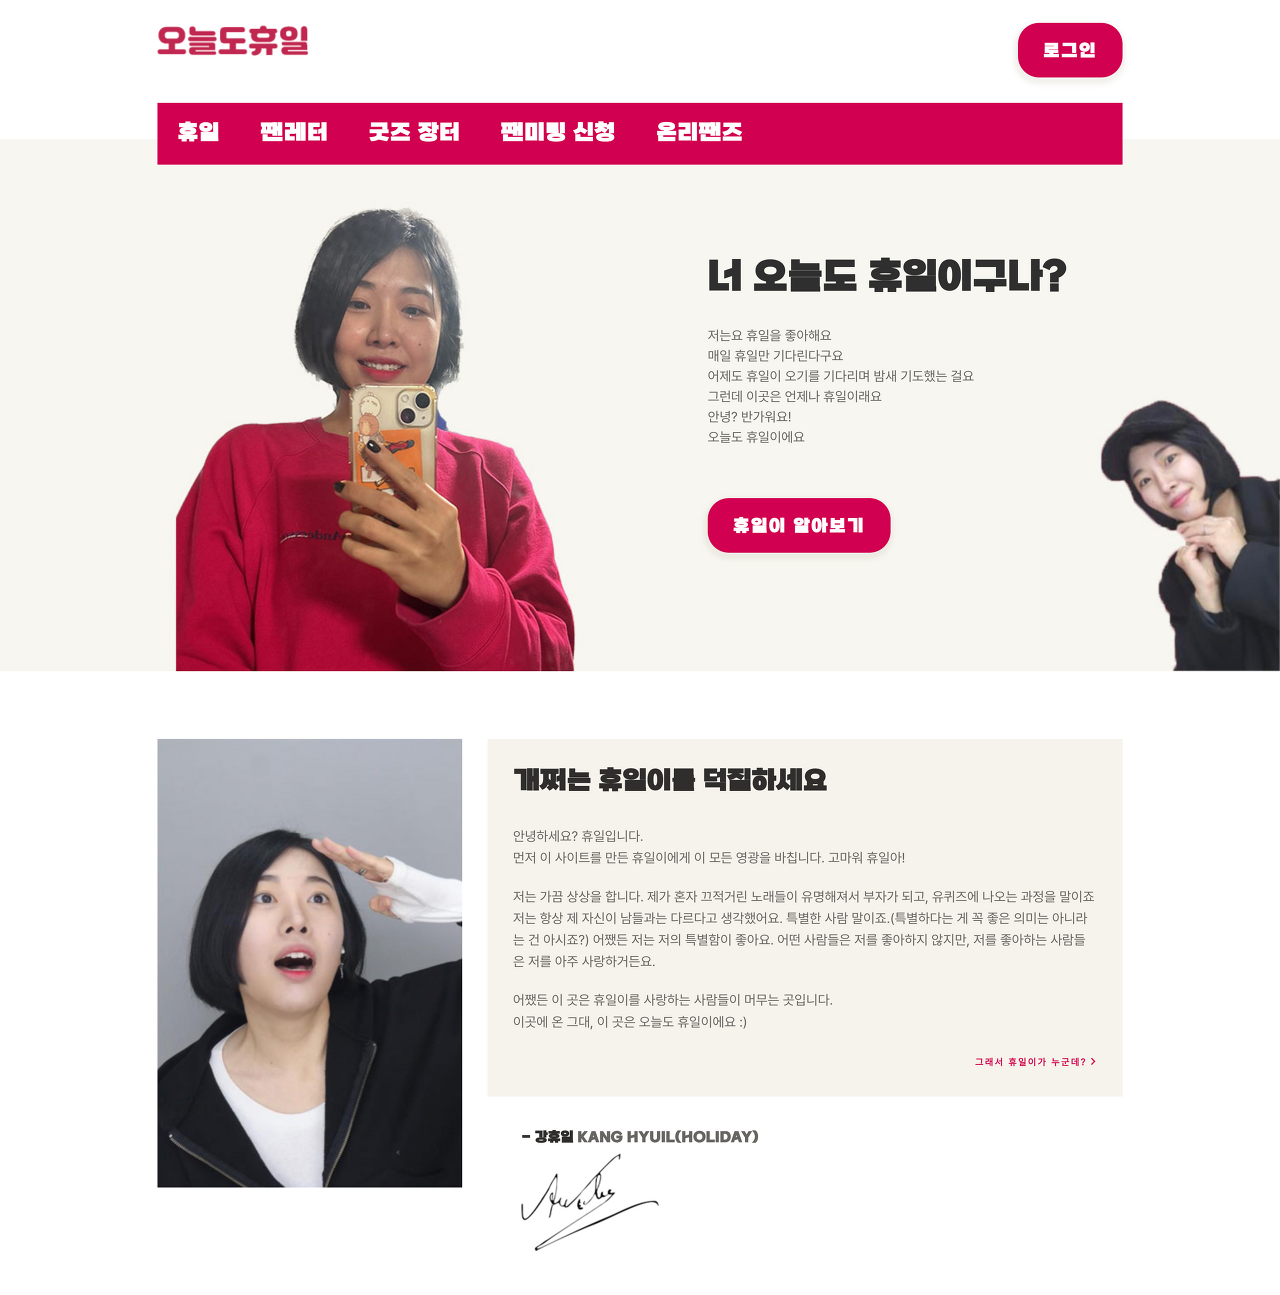 오늘도휴일
로그인
휴일 팬레터 굿즈 장터 팬미팅 신청 온리팬즈
너 오늘도 휴일이구나?
저는요 휴일을 좋아해요
매일 휴일만 기다린다구요
어제도 휴일이 오기를 기다리며 밤새 기도했는 걸요
그런데 이곳은 언제나 휴일이래요
안녕? 반가워요!
오늘도 휴일이에요
휴일이 알아보기
개쩌는 휴일이를 덕질하세요
안녕하세요? 휴일입니다.
먼저 이 사이트를 만든 휴일이에게 이 모든 영광을 바칩니다. 고마워 휴일아!
저는 가끔 상상을 합니다. 제가 혼자 끄적거린 노래들이 유명해져서 부자가 되고, 유퀴즈에 나오는 과정을 말이죠
저는 항상 제 자신이 남들과는 다르다고 생각했어요. 특별한 사람 말이죠.(특별하다는 게 꼭 좋은 의미는 아니라
는 건 아시죠?) 어쨌든 저는 저의 특별함이 좋아요. 어떤 사람들은 저를 좋아하지 않지만, 저를 좋아하는 사람들
은 저를 아주 사랑하거든요.
어쨌든 이 곳은 휴일이를 사랑하는 사람들이 머무는 곳입니다.
이곳에 온 그대, 이 곳은 오늘도 휴일이에요 :)
그래서 휴일이가 누군데? >
- 강휴일 KANG HYUIL(HOLIDAY)